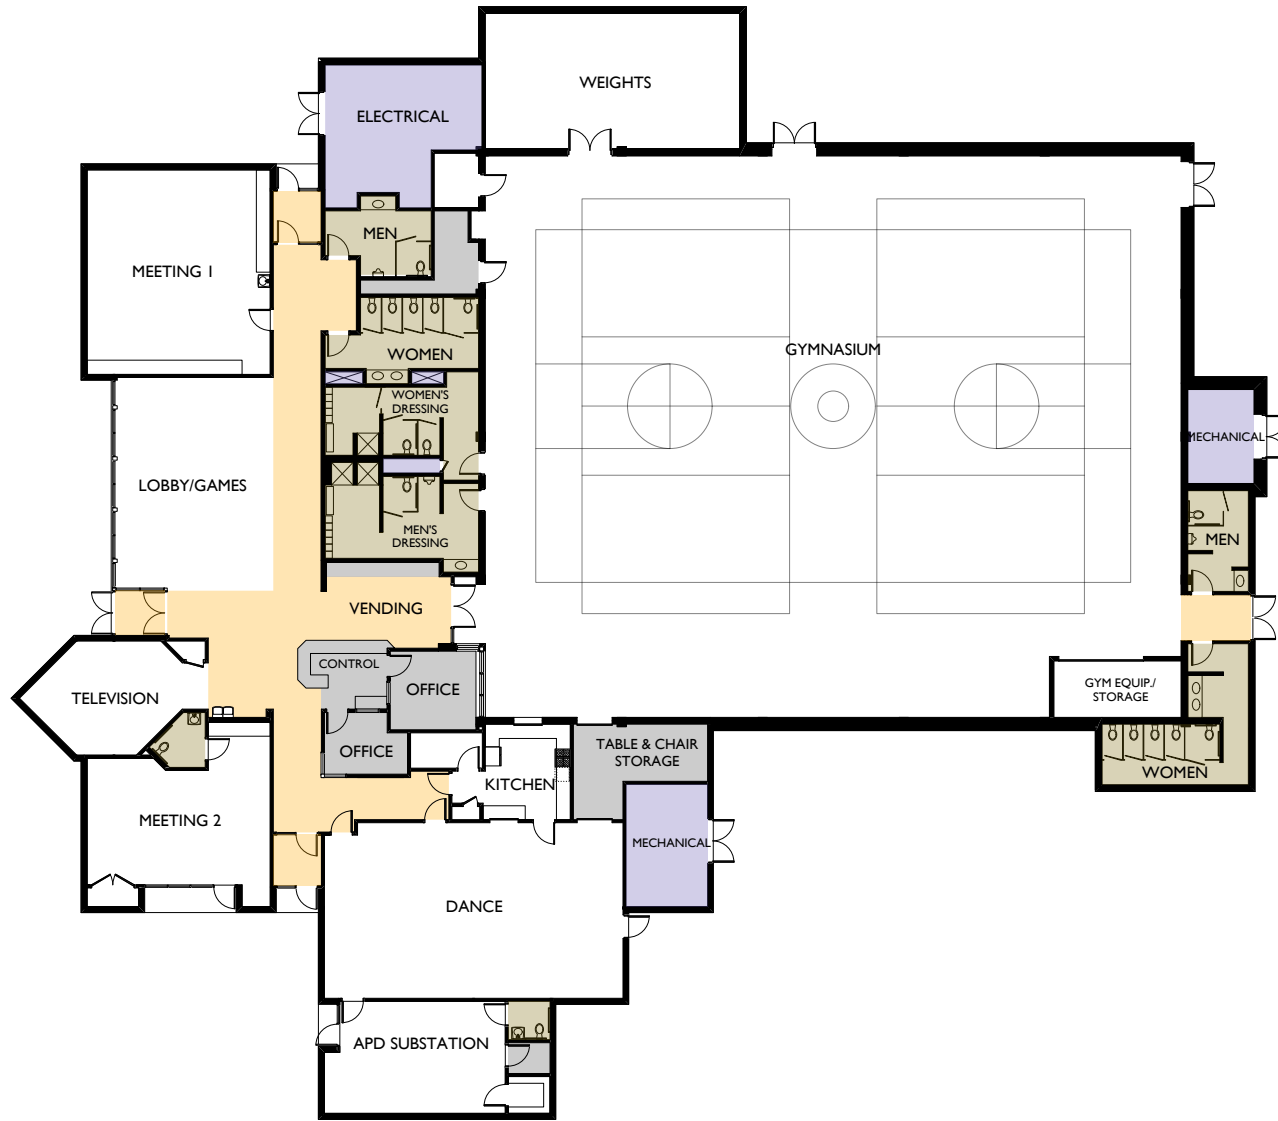 WEIGHTS
ELECTRICAL
MEN
MEETING 1
WOMEN
GYMNASIUM
WOMEN'S
DRESSING
MECHANICAL
LOBBY/GAMES
MEN'S
DRESSING
MEN
VENDING
CONTROL
OFFICE
TELEVISION
GYM EQUIP./
STORAGE
OFFICE
TABLE & CHAIR
STORAGE
KITCHEN
WOMEN
MEETING 2
MECHANICAL
DANCE
APD SUBSTATION